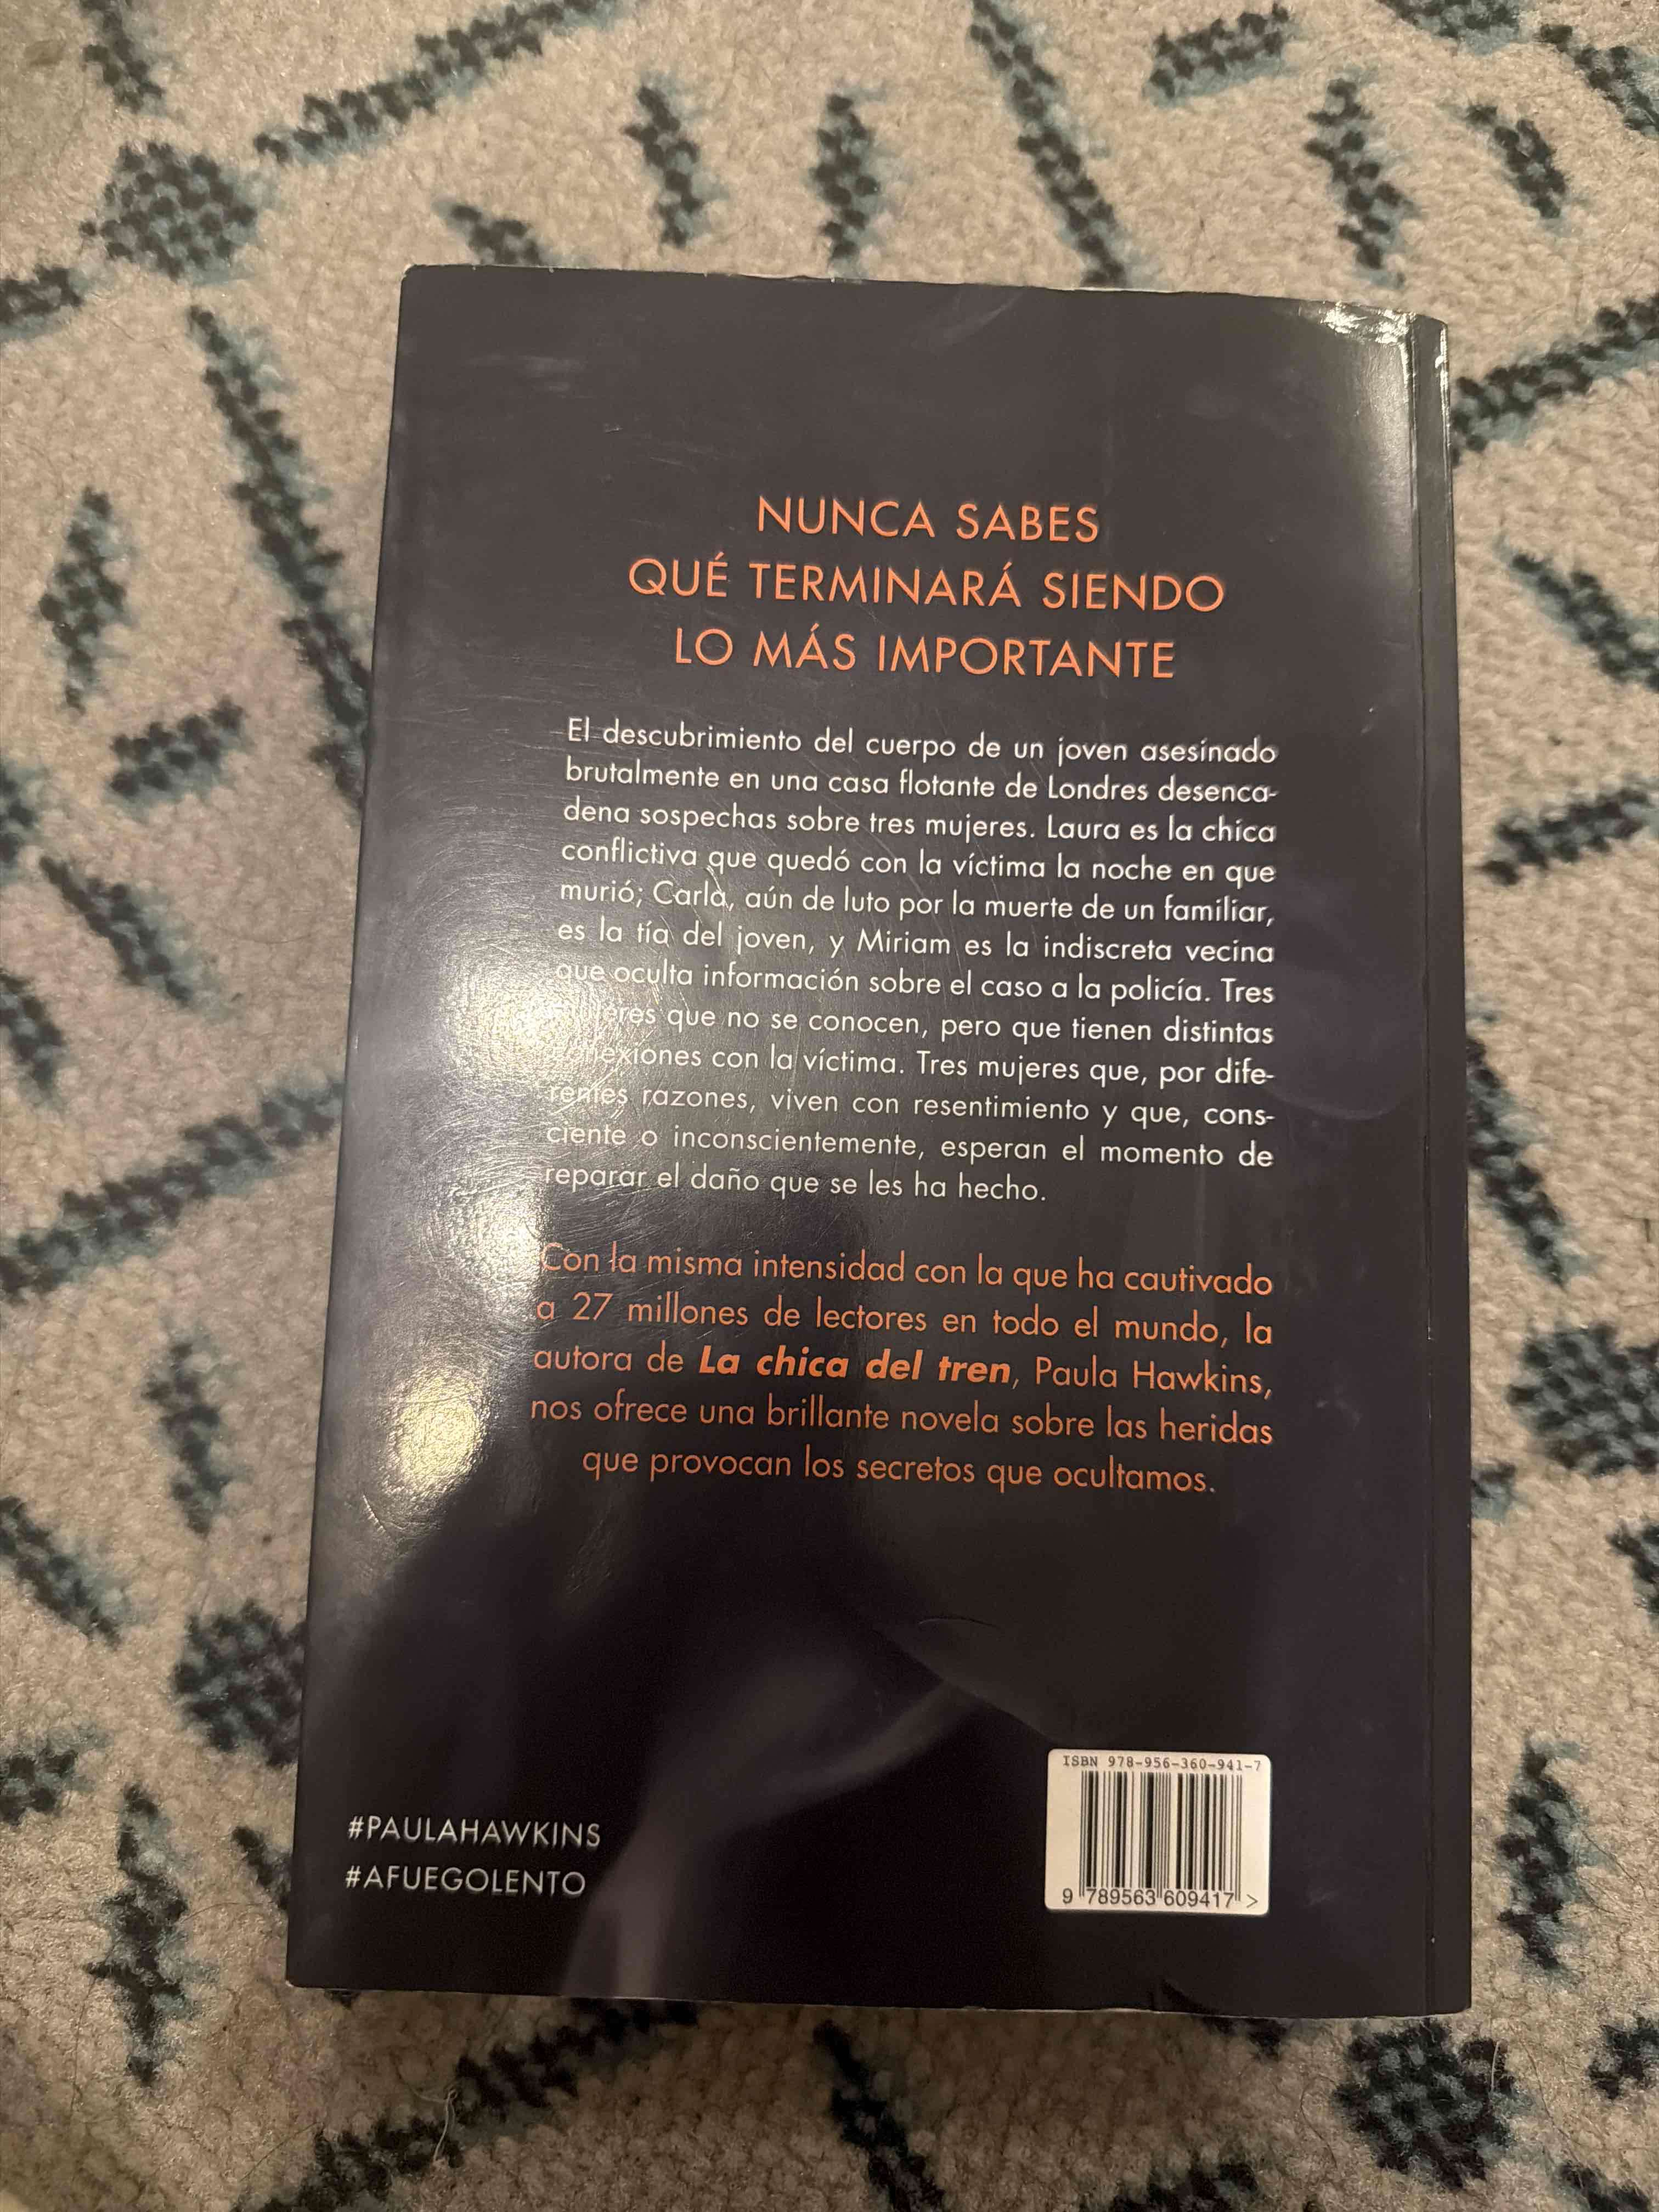 NUNCA SABES
QUÉ TERMINARÁ SIENDO
LO MÁS IMPORTANTE
El descubrimiento del cuerpo de un joven asesinado
brutalmente en una casa flotante de Londres desenca-
dena sospechas sobre tres mujeres. Laura es la chica
conflictiva que quedó con la víctima la noche en que
murió; Carla, aún de luto por la muerte de un familiar,
es la tía del joven, y Miriam es la indiscreta vecina
que oculta información sobre el caso a la policía. Tres
mujeres que no se conocen, pero que tienen distintas
conexiones con la víctima. Tres mujeres que, por dife-
rentes razones, viven con resentimiento y que, cons-
ciente o inconscientemente, esperan el momento de
reparar el daño que se les ha hecho.
Con la misma intensidad con la que ha cautivado
a 27 millones de lectores en todo el mundo, la
autora de La chica del tren, Paula Hawkins,
nos ofrece una brillante novela sobre las heridas
que provocan los secretos que ocultamos.
#PAULAHAWKINS
#AFUEGOLENTO
ISBN 978-956-360-941-7
9 789563 609417 >